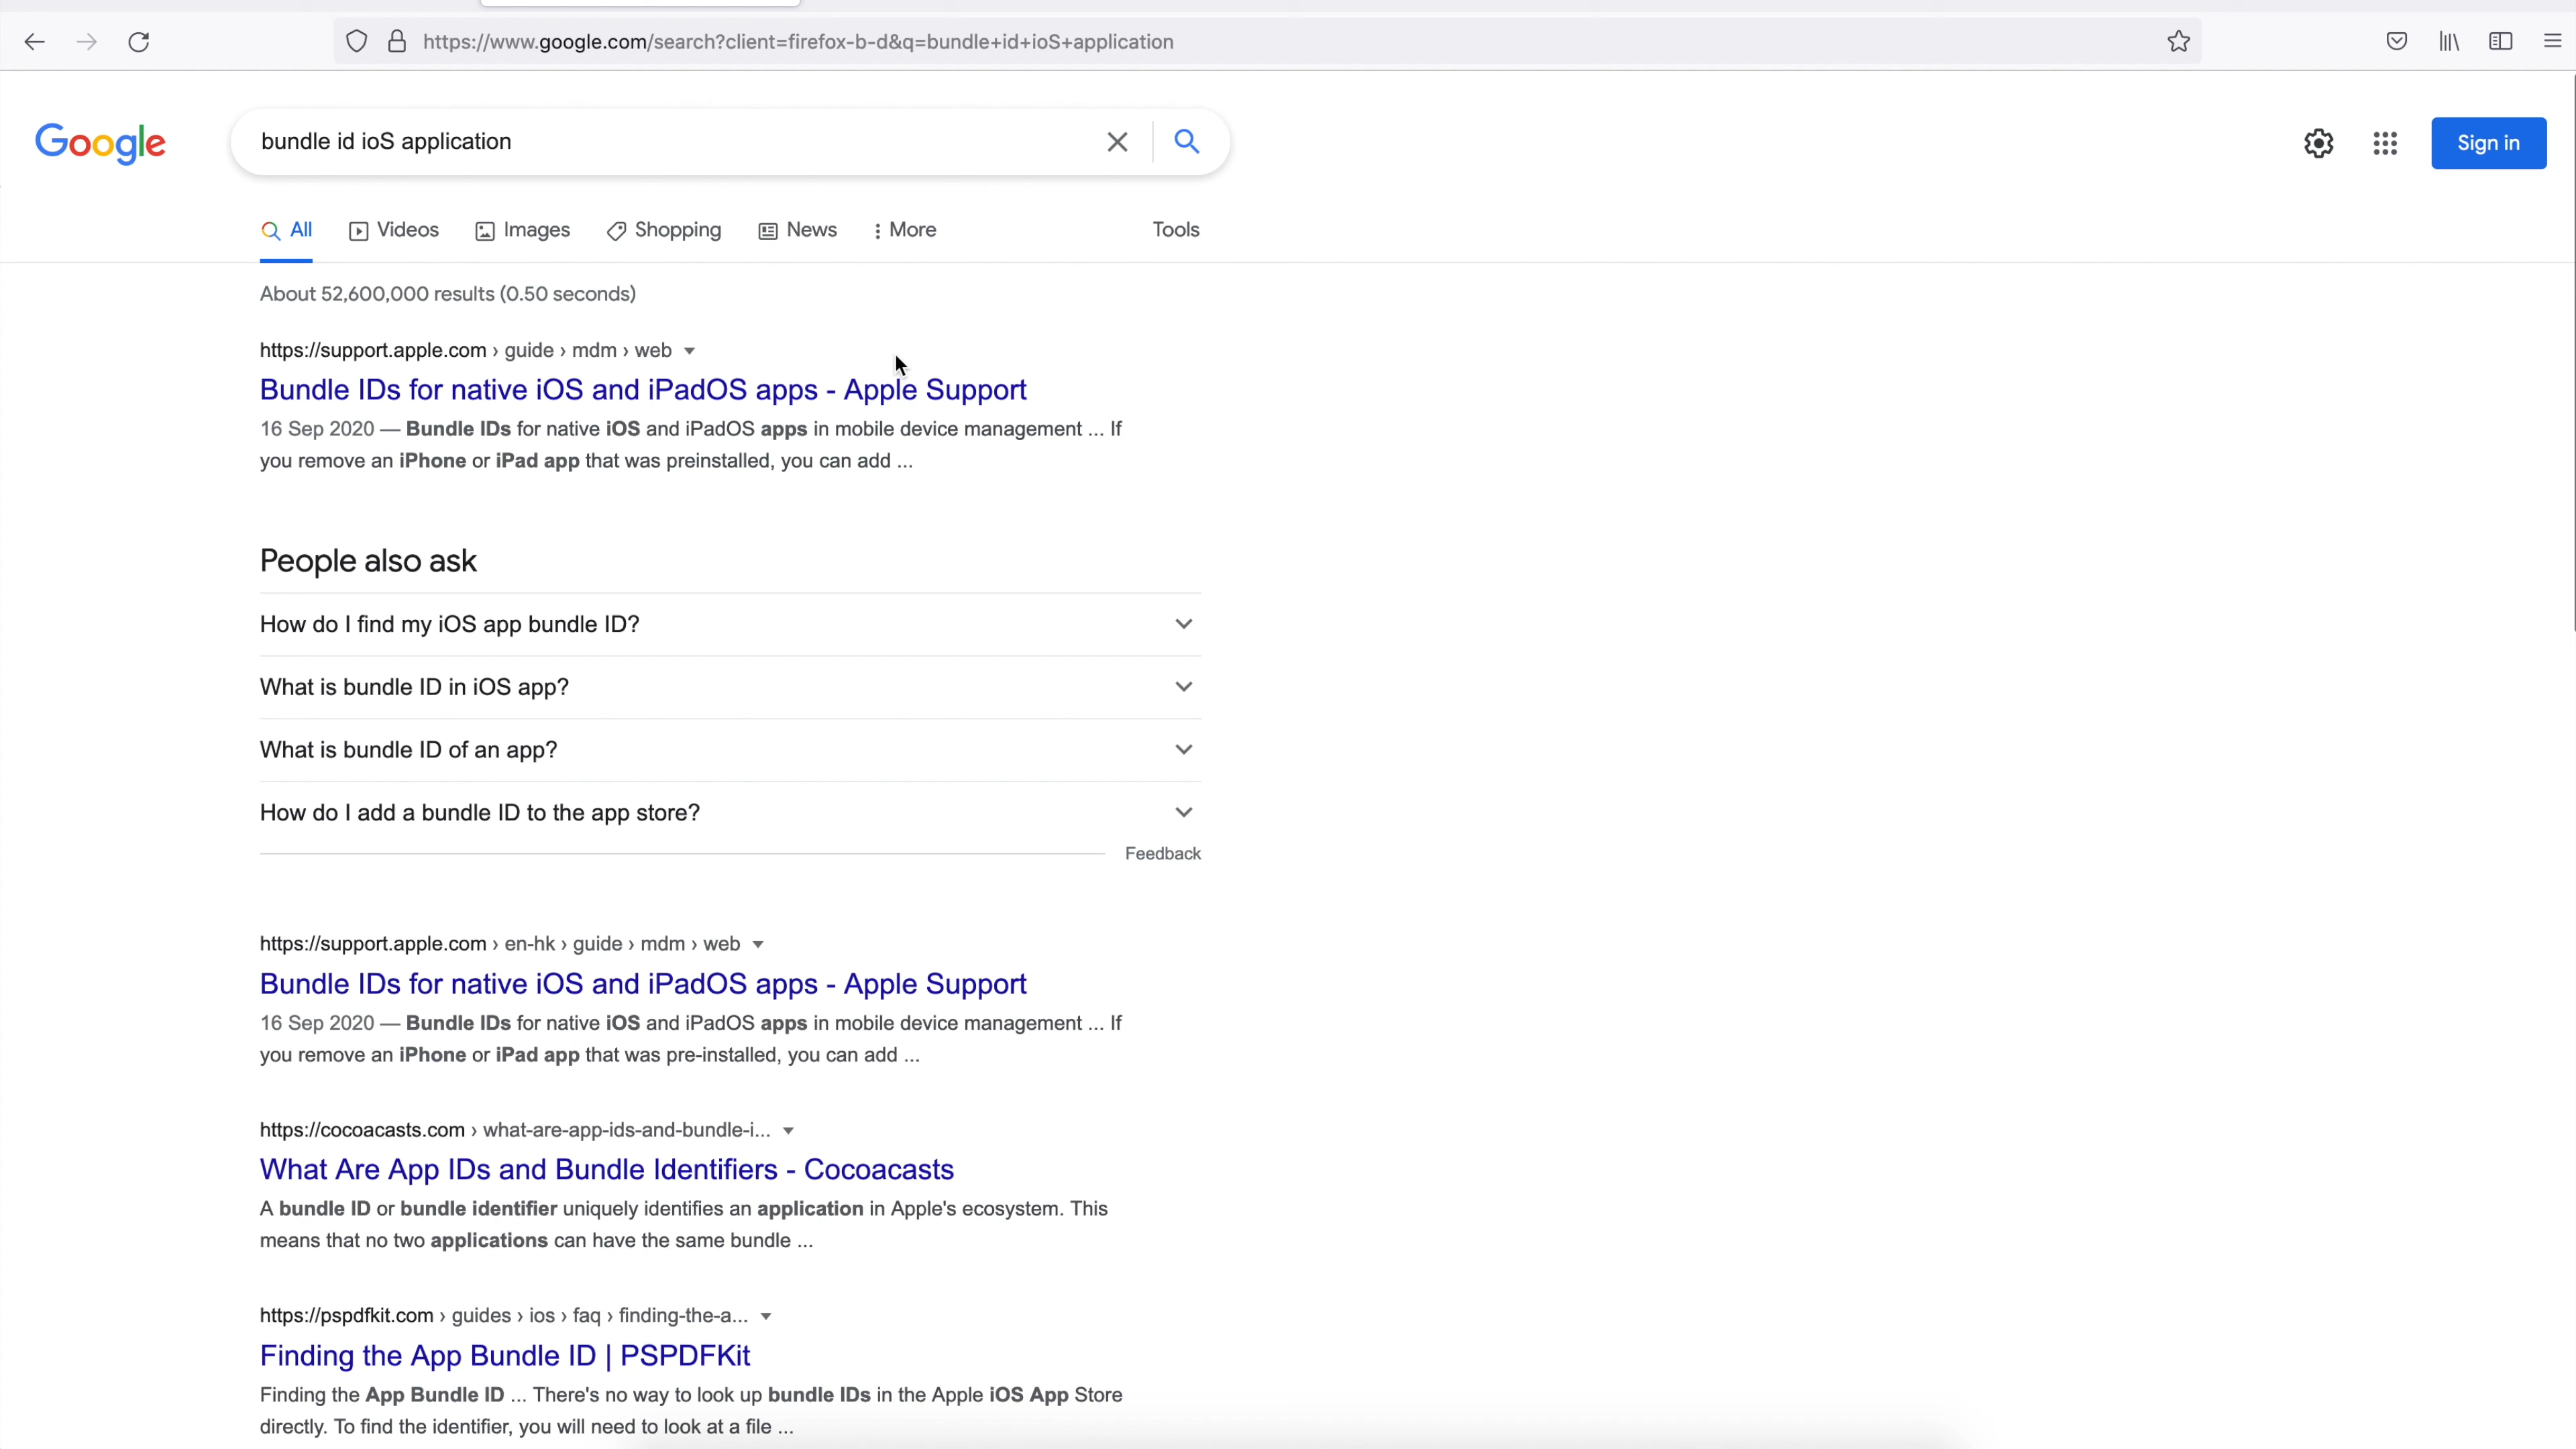 https://www.google.com/search?client=firefox-b-d&q=bundle+id+ioS+application
Google
bundle id ioS application
Sign in
All Videos Images Shopping News More Tools
About 52,600,000 results (0.50 seconds)
https://support.apple.com › guide › mdm › web
Bundle IDs for native iOS and iPadOS apps - Apple Support
16 Sep 2020 — Bundle IDs for native iOS and iPadOS apps in mobile device management ... If
you remove an iPhone or iPad app that was preinstalled, you can add ...
People also ask
How do I find my iOS app bundle ID?
What is bundle ID in iOS app?
What is bundle ID of an app?
How do I add a bundle ID to the app store?
Feedback
https://support.apple.com › en-hk › guide › mdm › web
Bundle IDs for native iOS and iPadOS apps - Apple Support
16 Sep 2020 — Bundle IDs for native iOS and iPadOS apps in mobile device management ... If
you remove an iPhone or iPad app that was pre-installed, you can add ...
https://cocoacasts.com › what-are-app-ids-and-bundle-i...
What Are App IDs and Bundle Identifiers - Cocoacasts
A bundle ID or bundle identifier uniquely identifies an application in Apple's ecosystem. This
means that no two applications can have the same bundle ...
https://pspdfkit.com › guides › ios › faq › finding-the-a...
Finding the App Bundle ID | PSPDFKit
Finding the App Bundle ID ... There's no way to look up bundle IDs in the Apple iOS App Store
directly. To find the identifier, you will need to look at a file ...